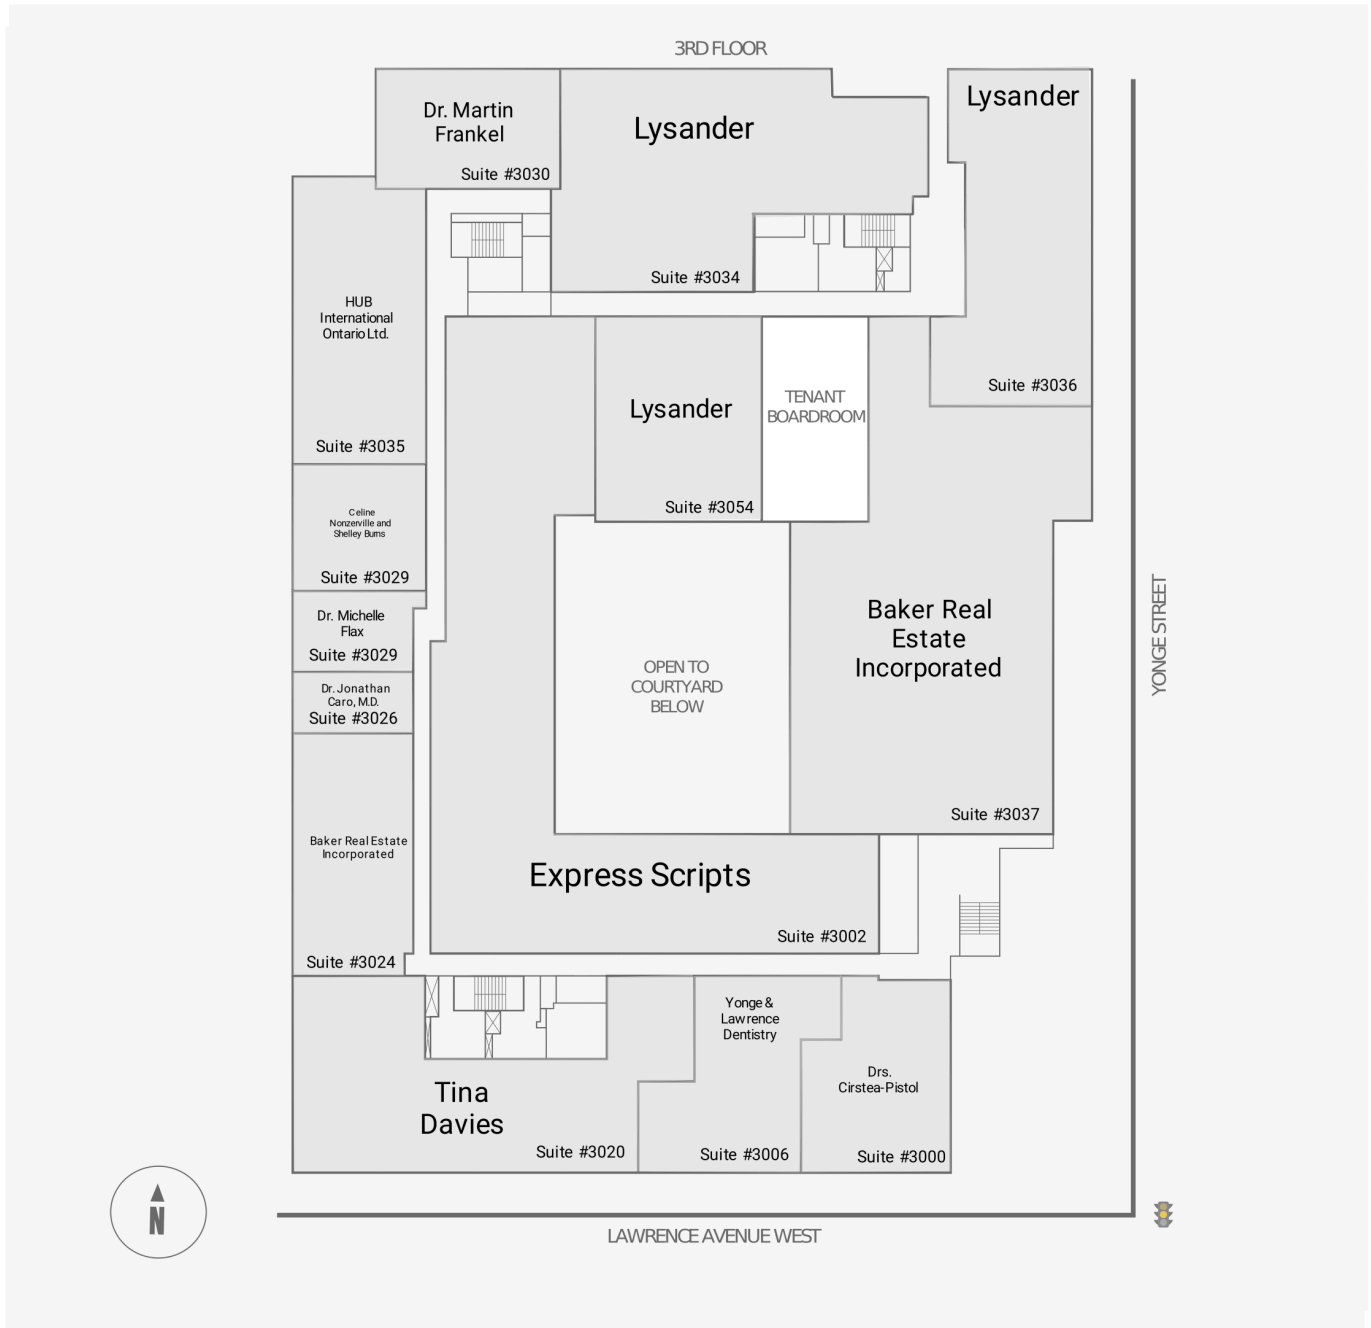 3RD FLOOR
Dr. Martin
Frankel
Suite #3030
Lysander
Suite #3034
Lysander
Suite #3036
HUB
International
Ontario Ltd.
Suite #3035
Lysander
Suite #3054
TENANT
BOARDROOM
Celine
Nonzerville and
Shelley Burns
Suite #3029
Dr. Michelle
Flax
Suite #3029
Dr. Jonathan
Caro, M.D.
Suite #3026
OPEN TO
COURTYARD
BELOW
Baker Real
Estate
Incorporated
Suite #3037
YONGE STREET
Baker Real Estate
Incorporated
Suite #3024
Express Scripts
Suite #3002
Tina
Davies
Suite #3020
Yonge &
Lawrence
Dentistry
Suite #3006
Drs.
Cirstea-Pistol
Suite #3000
N
LAWRENCE AVENUE WEST